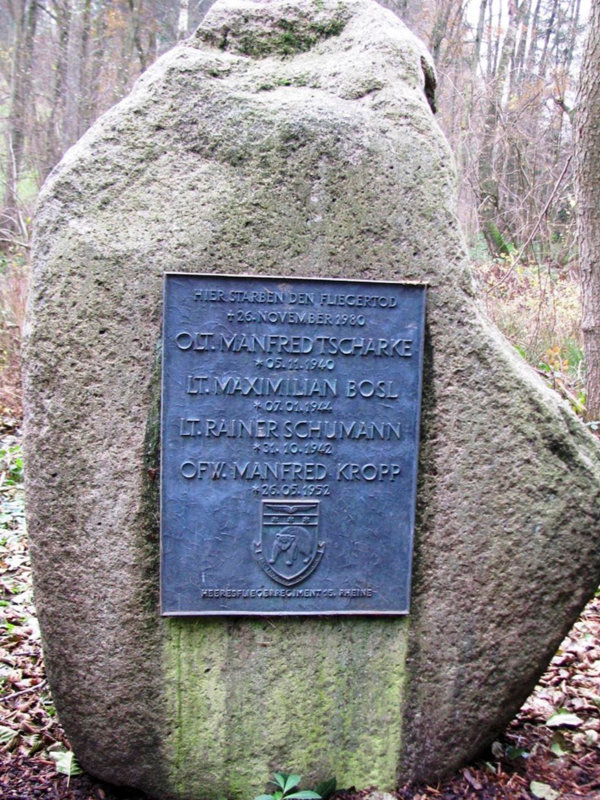 HIER STARBEN DEN FLIEGERTOD
+ 26. NOVEMBER 1980
OLT. MANFRED TSCHARKE
* 05.11.1940
LT. MAXIMILIAN BOSL
* 07.01.1944
LT. RAINER SCHUMANN
* 31.10.1942
OFW. MANFRED KROPP
* 26.05.1952
HEERESFLIEGERREGIMENT 15, RHEINE